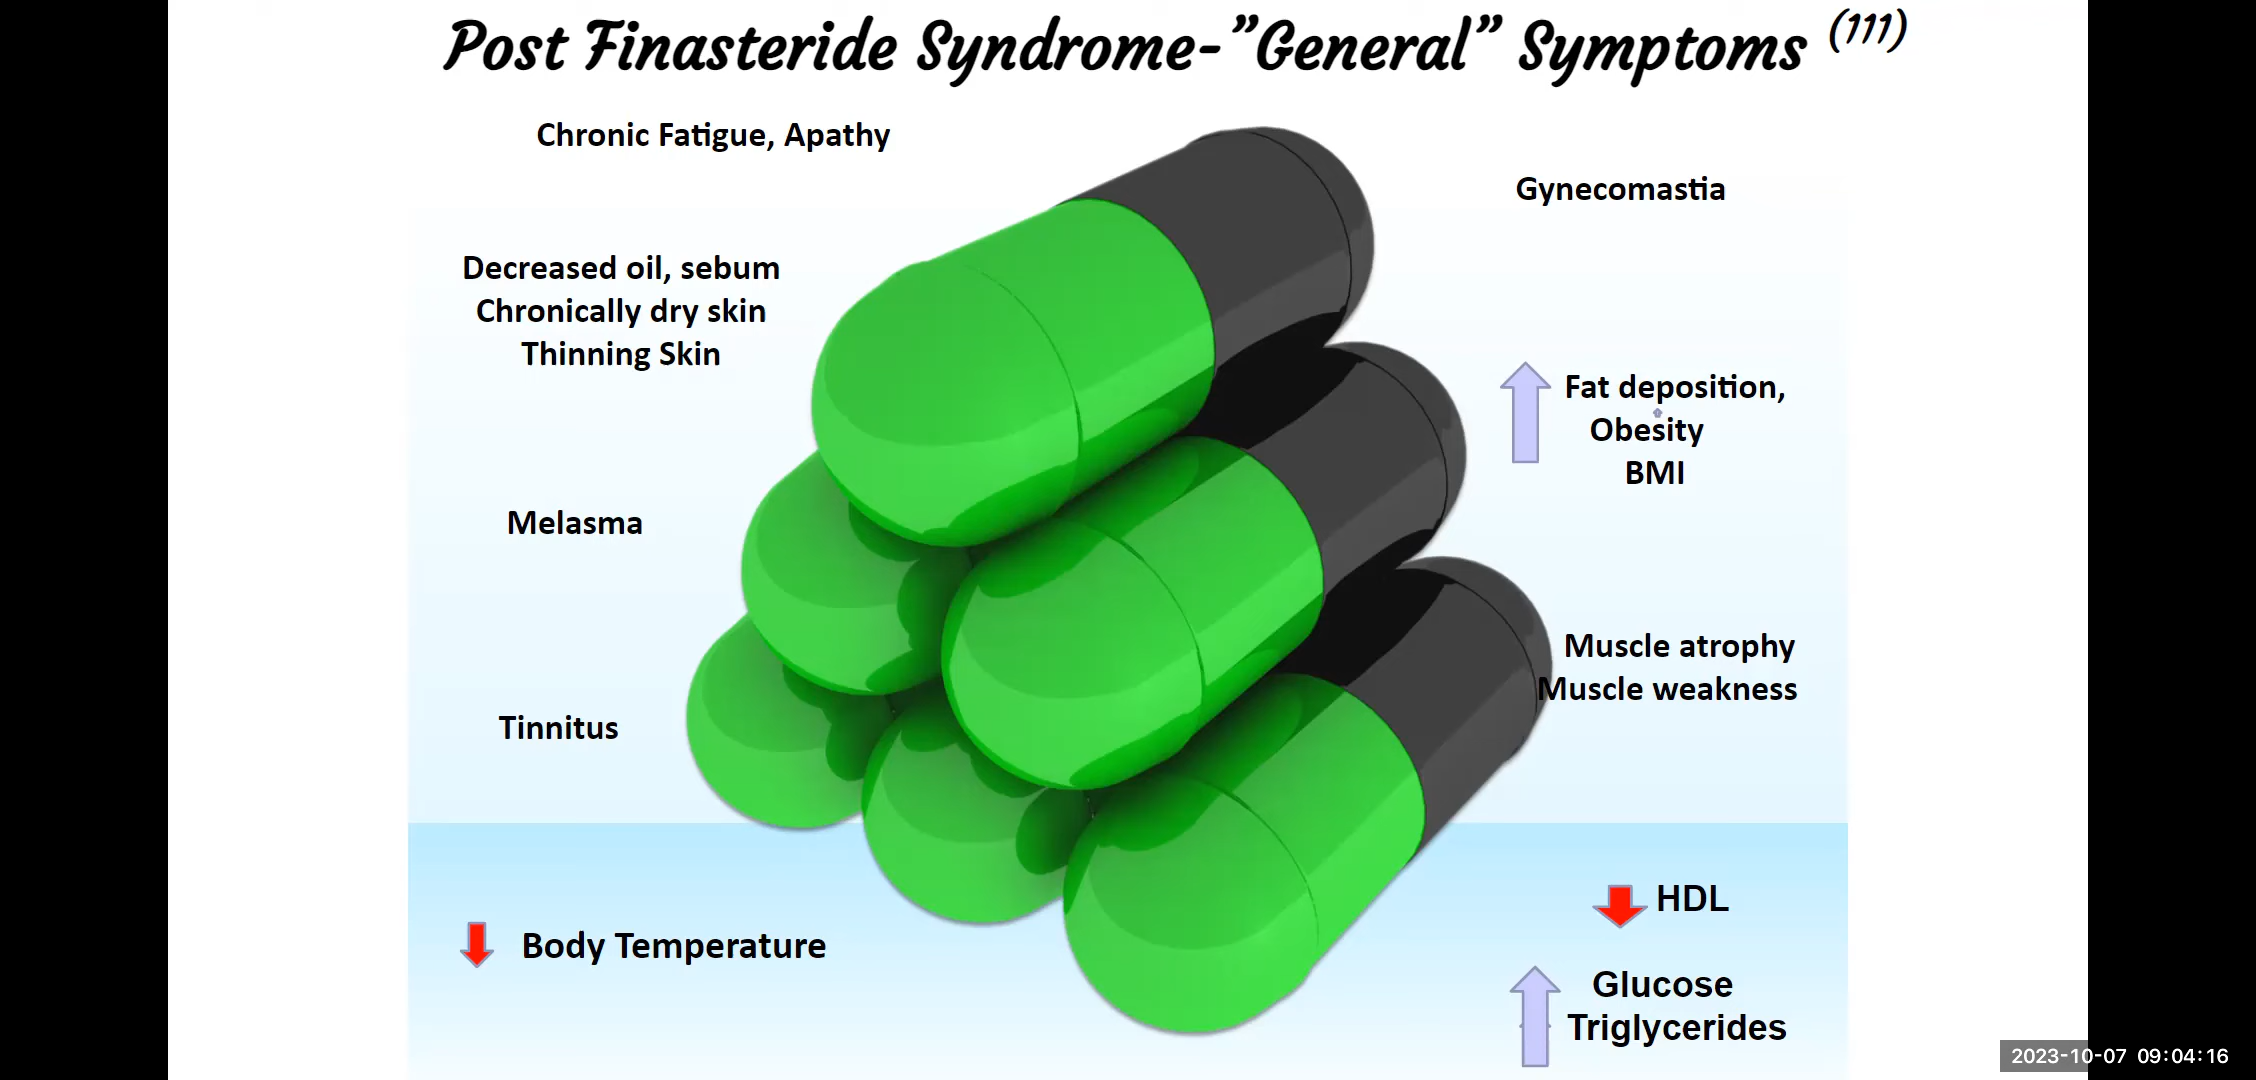 Post Finasteride Syndrome-”General” Symptoms (111)
Chronic Fatigue, Apathy
Gynecomastia
Decreased oil, sebum
Chronically dry skin
Thinning Skin
Fat deposition,
Obesity
BMI
Melasma
Muscle atrophy
Muscle weakness
Tinnitus
HDL
Body Temperature
Glucose
Triglycerides
2023-10-07 09:04:16